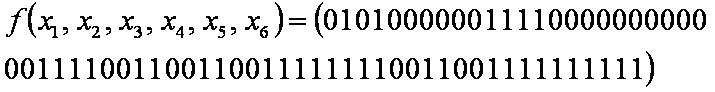 f(x₁, x₂, x₃, x₄, x₅, x₆) = (010100000011110000000000
0011110011001100111111110011001111111111)